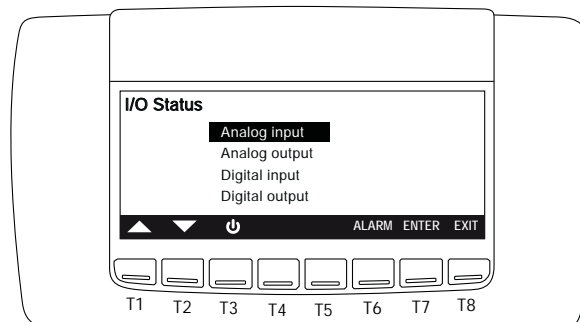 I/O Status
Analog input
Analog output
Digital input
Digital output
ALARM ENTER EXIT
T1 T2 T3 T4 T5 T6 T7 T8